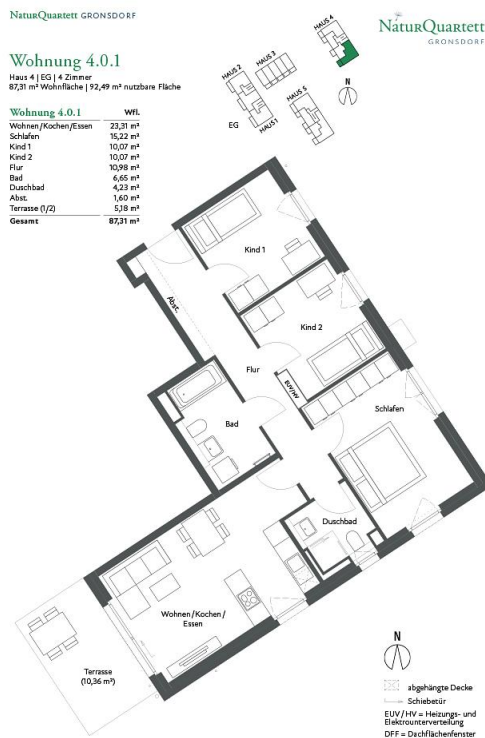 NATURQUARTETT GRONSDORF
NATURQUARTETT
GRONSDORF
Wohnung 4.0.1
Haus 4 | EG | 4 Zimmer
87,31 m² Wohnfläche | 92,49 m² nutzbare Fläche
Wohnung 4.0.1 Wfl.
Wohnen/Kochen/Essen 23,31 m²
Schlafen 15,22 m²
Kind 1 10,07 m²
Kind 2 10,07 m²
Flur 10,98 m²
Bad 6,65 m²
Duschbad 4,23 m²
Abst. 1,60 m²
Terrasse (1/2) 5,18 m²
Gesamt 87,31 m²
HAUS 4
HAUS 3
HAUS 2
HAUS 5
HAUS 1
EG
N
Kind 1
Abst.
Kind 2
Flur
EUV/HV
Schlafen
Bad
Duschbad
Wohnen/Kochen/
Essen
Terrasse
(10,36 m²)
N
abgehängte Decke
Schiebetür
EUV/HV = Heizungs- und
Elektrounterverteilung
DFF = Dachflächenfenster